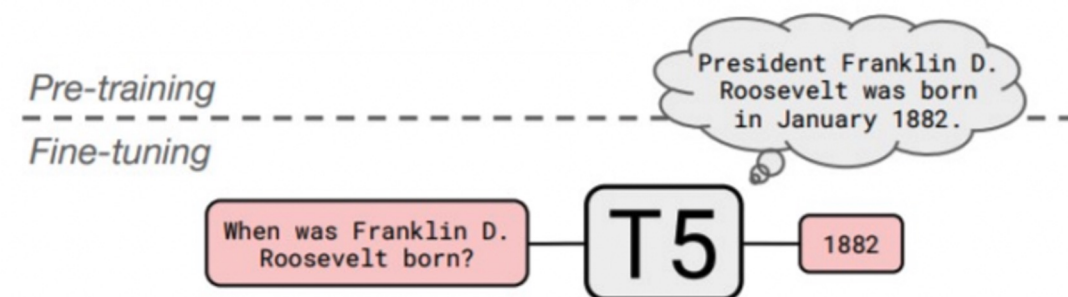 Pre-training
President Franklin D.
Roosevelt was born
in January 1882.
Fine-tuning
When was Franklin D.
Roosevelt born?
T5
1882